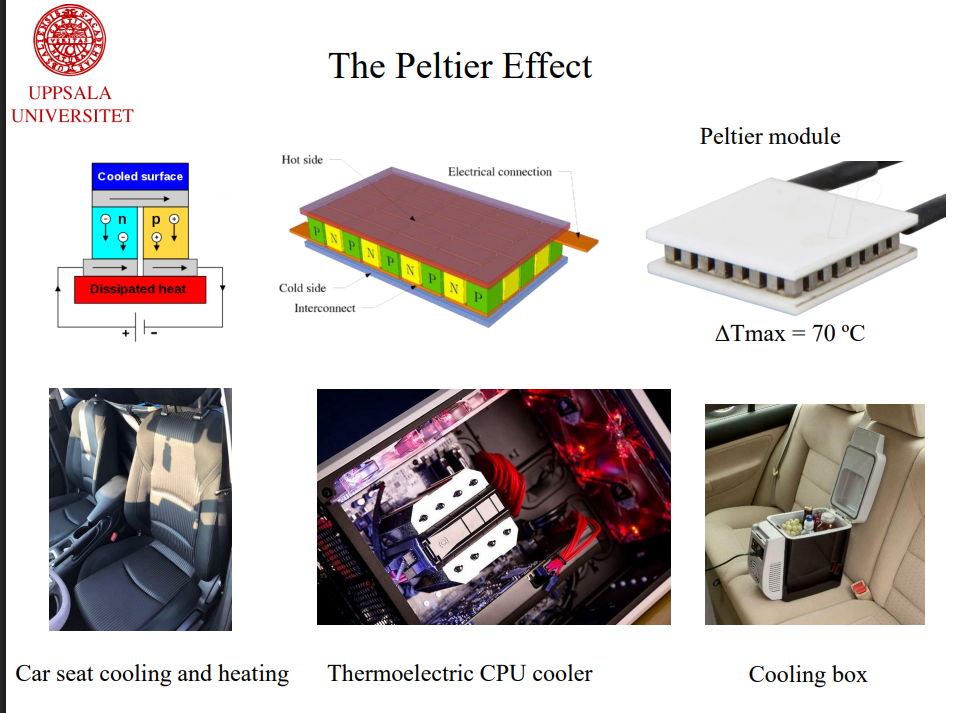 UPPSALA
UNIVERSITET
The Peltier Effect
Cooled surface
n
p
Dissipated heat
+ -
Hot side
Electrical connection
P N P N P N P N P
Cold side
Interconnect
Peltier module
ΔTmax = 70 ºC
Car seat cooling and heating
Thermoelectric CPU cooler
Cooling box